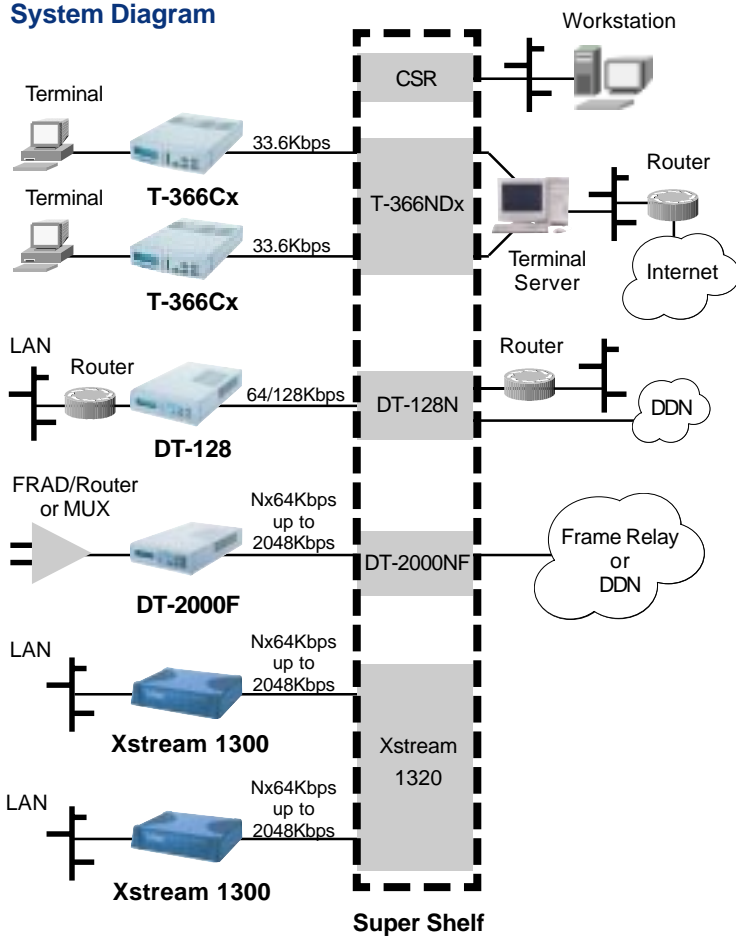 System Diagram
Workstation
CSR
Terminal
33.6Kbps
T-366Cx
T-366NDx
Router
Terminal
33.6Kbps
T-366Cx
Terminal
Server
Internet
LAN
Router
64/128Kbps
DT-128
DT-128N
Router
DDN
FRAD/Router
or MUX
Nx64Kbps
up to
2048Kbps
DT-2000F
DT-2000NF
Frame Relay
or
DDN
LAN
Nx64Kbps
up to
2048Kbps
Xstream 1300
Xstream
1320
LAN
Nx64Kbps
up to
2048Kbps
Xstream 1300
Super Shelf